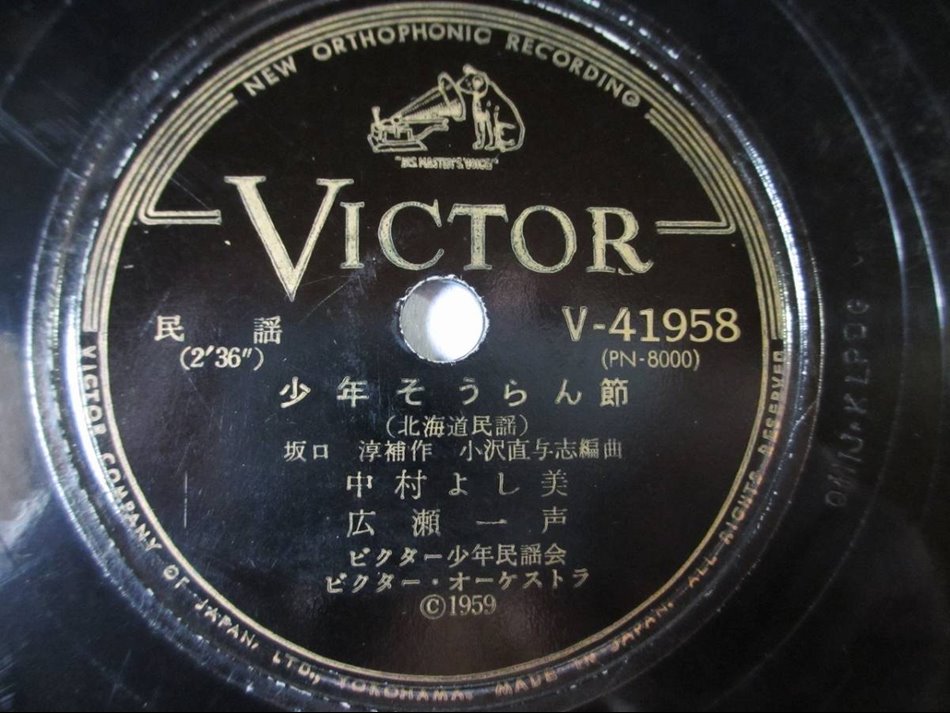 NEW ORTHOPHONIC RECORDING
"HIS MASTER'S VOICE"
VICTOR
民謡
V-41958
(2'36")
(PN-8000)
少年そうらん節
(北海道民謡)
坂口 淳補作 小沢直与志編曲
中村よし美
広瀬一声
ビクター少年民謡会
ビクター・オーケストラ
©1959
VICTOR COMPANY OF JAPAN, LTD., YOKOHAMA. MADE IN JAPAN. ALL RIGHTS RESERVED